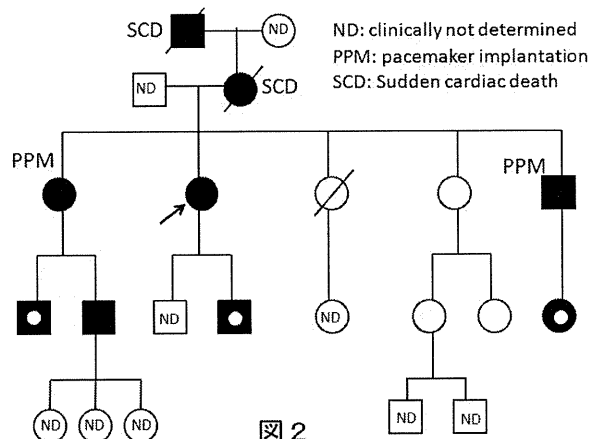 SCD
ND
ND: clinically not determined
PPM: pacemaker implantation
SCD: Sudden cardiac death
ND
SCD
PPM
PPM
ND
ND
ND
ND
ND
ND
ND
図2